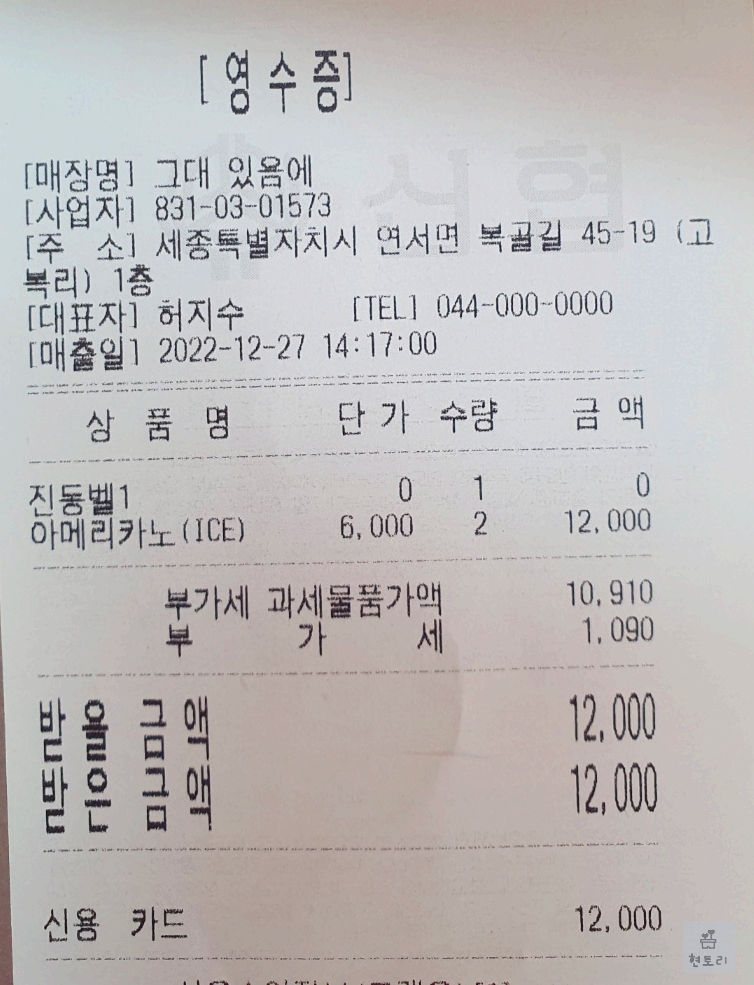 [영수증]
[매장명] 그대 있음에
[사업자] 831-03-01573
[주 소] 세종특별자치시 연서면 복골길 45-19 (고
복리) 1층
[대표자] 허지수 [TEL] 044-000-0000
[매출일] 2022-12-27 14:17:00
상 품 명 단 가 수량 금 액
진동벨1 0 1 0
아메리카노(ICE) 6,000 2 12,000
부가세 과세물품가액 10,910
부 가 세 1,090
받을금액 12,000
받은금액 12,000
신용 카드 12,000
현토리